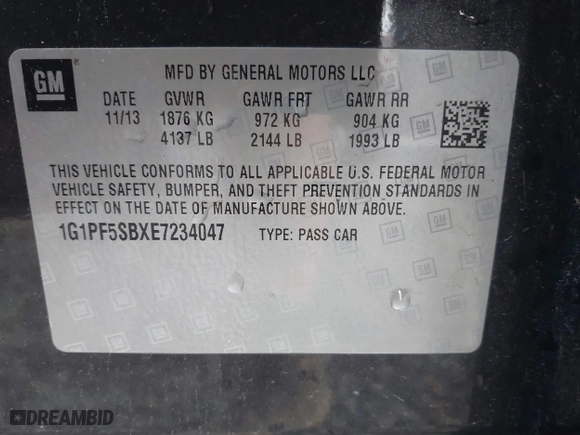 GM
MFD BY GENERAL MOTORS LLC
DATE GVWR GAWR FRT GAWR RR
11/13 1876 KG 972 KG 904 KG
4137 LB 2144 LB 1993 LB
THIS VEHICLE CONFORMS TO ALL APPLICABLE U.S. FEDERAL MOTOR
VEHICLE SAFETY, BUMPER, AND THEFT PREVENTION STANDARDS IN
EFFECT ON THE DATE OF MANUFACTURE SHOWN ABOVE.
1G1PF5SBXE7234047 TYPE: PASS CAR
DREAMBID